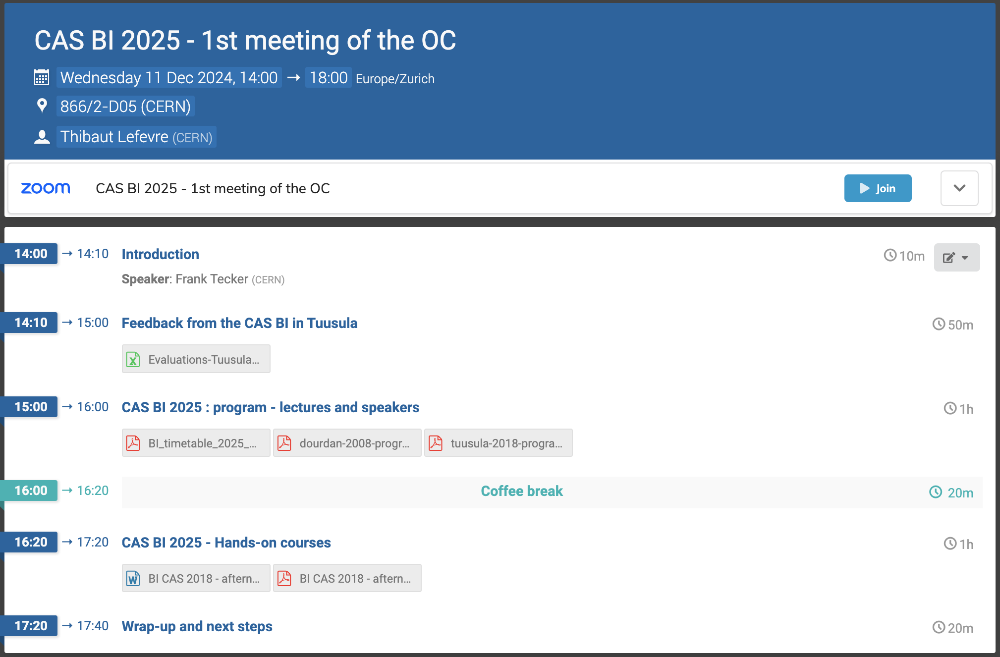 CAS BI 2025 - 1st meeting of the OC
Wednesday 11 Dec 2024, 14:00 → 18:00 Europe/Zurich
866/2-D05 (CERN)
Thibaut Lefevre (CERN)
zoom CAS BI 2025 - 1st meeting of the OC Join
14:00 → 14:10 Introduction 10m
Speaker: Frank Tecker (CERN)
14:10 → 15:00 Feedback from the CAS BI in Tuusula 50m
Evaluations-Tuusula...
15:00 → 16:00 CAS BI 2025 : program - lectures and speakers 1h
BI_timetable_2025_... dourdan-2008-progr... tuusula-2018-progra...
16:00 → 16:20 Coffee break 20m
16:20 → 17:20 CAS BI 2025 - Hands-on courses 1h
BI CAS 2018 - aftern... BI CAS 2018 - aftern...
17:20 → 17:40 Wrap-up and next steps 20m